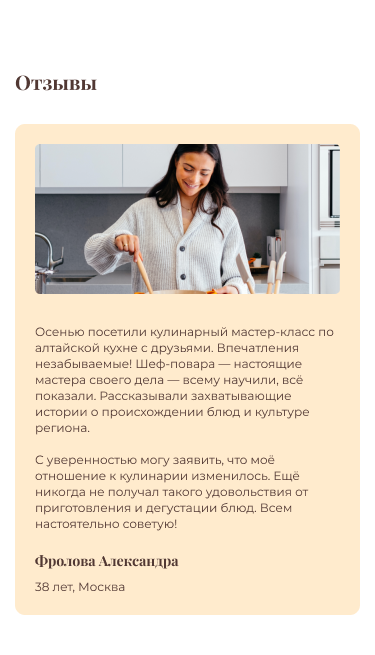 Отзывы
Осенью посетили кулинарный мастер-класс по
алтайской кухне с друзьями. Впечатления
незабываемые! Шеф-повара — настоящие
мастера своего дела — всему научили, всё
показали. Рассказывали захватывающие
истории о происхождении блюд и культуре
региона.
С уверенностью могу заявить, что моё
отношение к кулинарии изменилось. Ещё
никогда не получал такого удовольствия от
приготовления и дегустации блюд. Всем
настоятельно советую!
Фролова Александра
38 лет, Москва